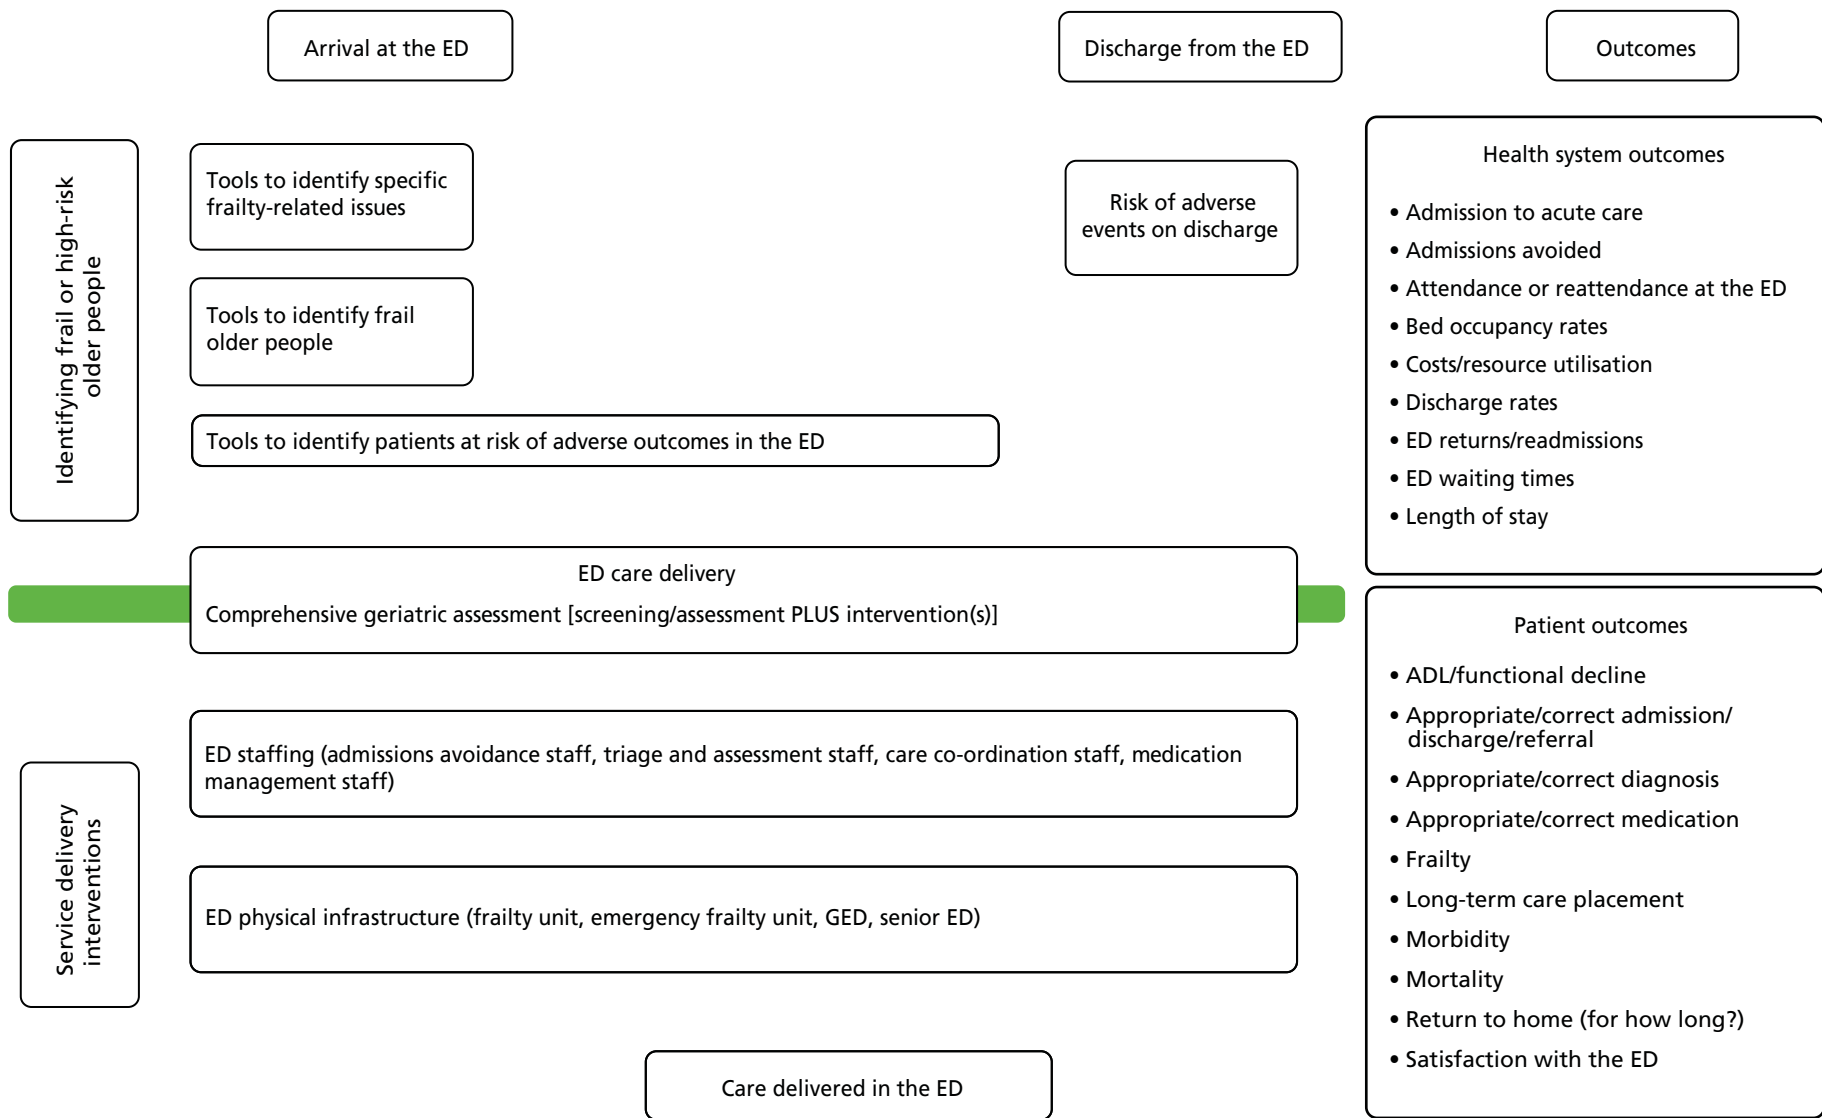 Arrival at the ED
Discharge from the ED
Outcomes
Identifying frail or high-risk
older people
Tools to identify specific
frailty-related issues
Tools to identify frail
older people
Tools to identify patients at risk of adverse outcomes in the ED
Risk of adverse
events on discharge
ED care delivery
Comprehensive geriatric assessment [screening/assessment PLUS intervention(s)]
Service delivery
interventions
ED staffing (admissions avoidance staff, triage and assessment staff, care co-ordination staff, medication
management staff)
ED physical infrastructure (frailty unit, emergency frailty unit, GED, senior ED)
Care delivered in the ED
Health system outcomes
• Admission to acute care
• Admissions avoided
• Attendance or reattendance at the ED
• Bed occupancy rates
• Costs/resource utilisation
• Discharge rates
• ED returns/readmissions
• ED waiting times
• Length of stay
Patient outcomes
• ADL/functional decline
• Appropriate/correct admission/
discharge/referral
• Appropriate/correct diagnosis
• Appropriate/correct medication
• Frailty
• Long-term care placement
• Morbidity
• Mortality
• Return to home (for how long?)
• Satisfaction with the ED